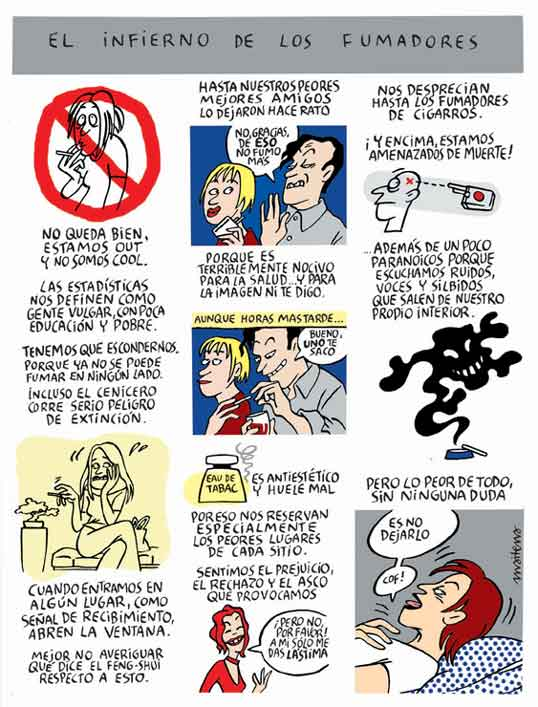 EL INFIERNO DE LOS FUMADORES
NO QUEDA BIEN,
ESTAMOS OUT
Y NO SOMOS COOL.
LAS ESTADÍSTICAS
NOS DEFINEN COMO
GENTE VULGAR, CON POCA
EDUCACIÓN Y POBRE.
TENEMOS QUE ESCONDERNOS.
PORQUE YA NO SE PUEDE
FUMAR EN NINGÚN LADO.
INCLUSO EL CENICERO
CORRE SERIO PELIGRO
DE EXTINCIÓN.
CUANDO ENTRAMOS EN
ALGÚN LUGAR, COMO
SEÑAL DE RECIBIMIENTO,
ABREN LA VENTANA.
MEJOR NO AVERIGUAR
QUÉ DICE EL FENG-SHUI
RESPECTO A ESTO.
HASTA NUESTROS PEORES
MEJORES AMIGOS
LO DEJARON HACE RATO
NO, GRACIAS,
DE ESO
NO FUMO
MÁS
PORQUE ES
TERRIBLEMENTE NOCIVO
PARA LA SALUD...Y PARA
LA IMAGEN NI TE DIGO.
AUNQUE HORAS MAS TARDE...
BUENO,
UNO TE
SACO
EAU DE
TABAC
ES ANTIESTÉTICO
Y HUELE MAL
POR ESO NOS RESERVAN
ESPECIALMENTE
LOS PEORES LUGARES
DE CADA SITIO.
SENTIMOS EL PREJUICIO,
EL RECHAZO Y EL ASCO
QUE PROVOCAMOS
¡PERO NO,
POR FAVOR!
A MÍ SÓLO ME
DAS LÁSTIMA
NOS DESPRECIAN
HASTA LOS FUMADORES
DE CIGARROS.
¡Y ENCIMA, ESTAMOS
AMENAZADOS DE MUERTE!
...ADEMÁS DE UN POCO
PARANOICOS PORQUE
ESCUCHAMOS RUIDOS,
VOCES Y SILBIDOS
QUE SALEN DE NUESTRO
PROPIO INTERIOR.
PERO LO PEOR DE TODO,
SIN NINGUNA DUDA
ES NO
DEJARLO
COF!
maitena